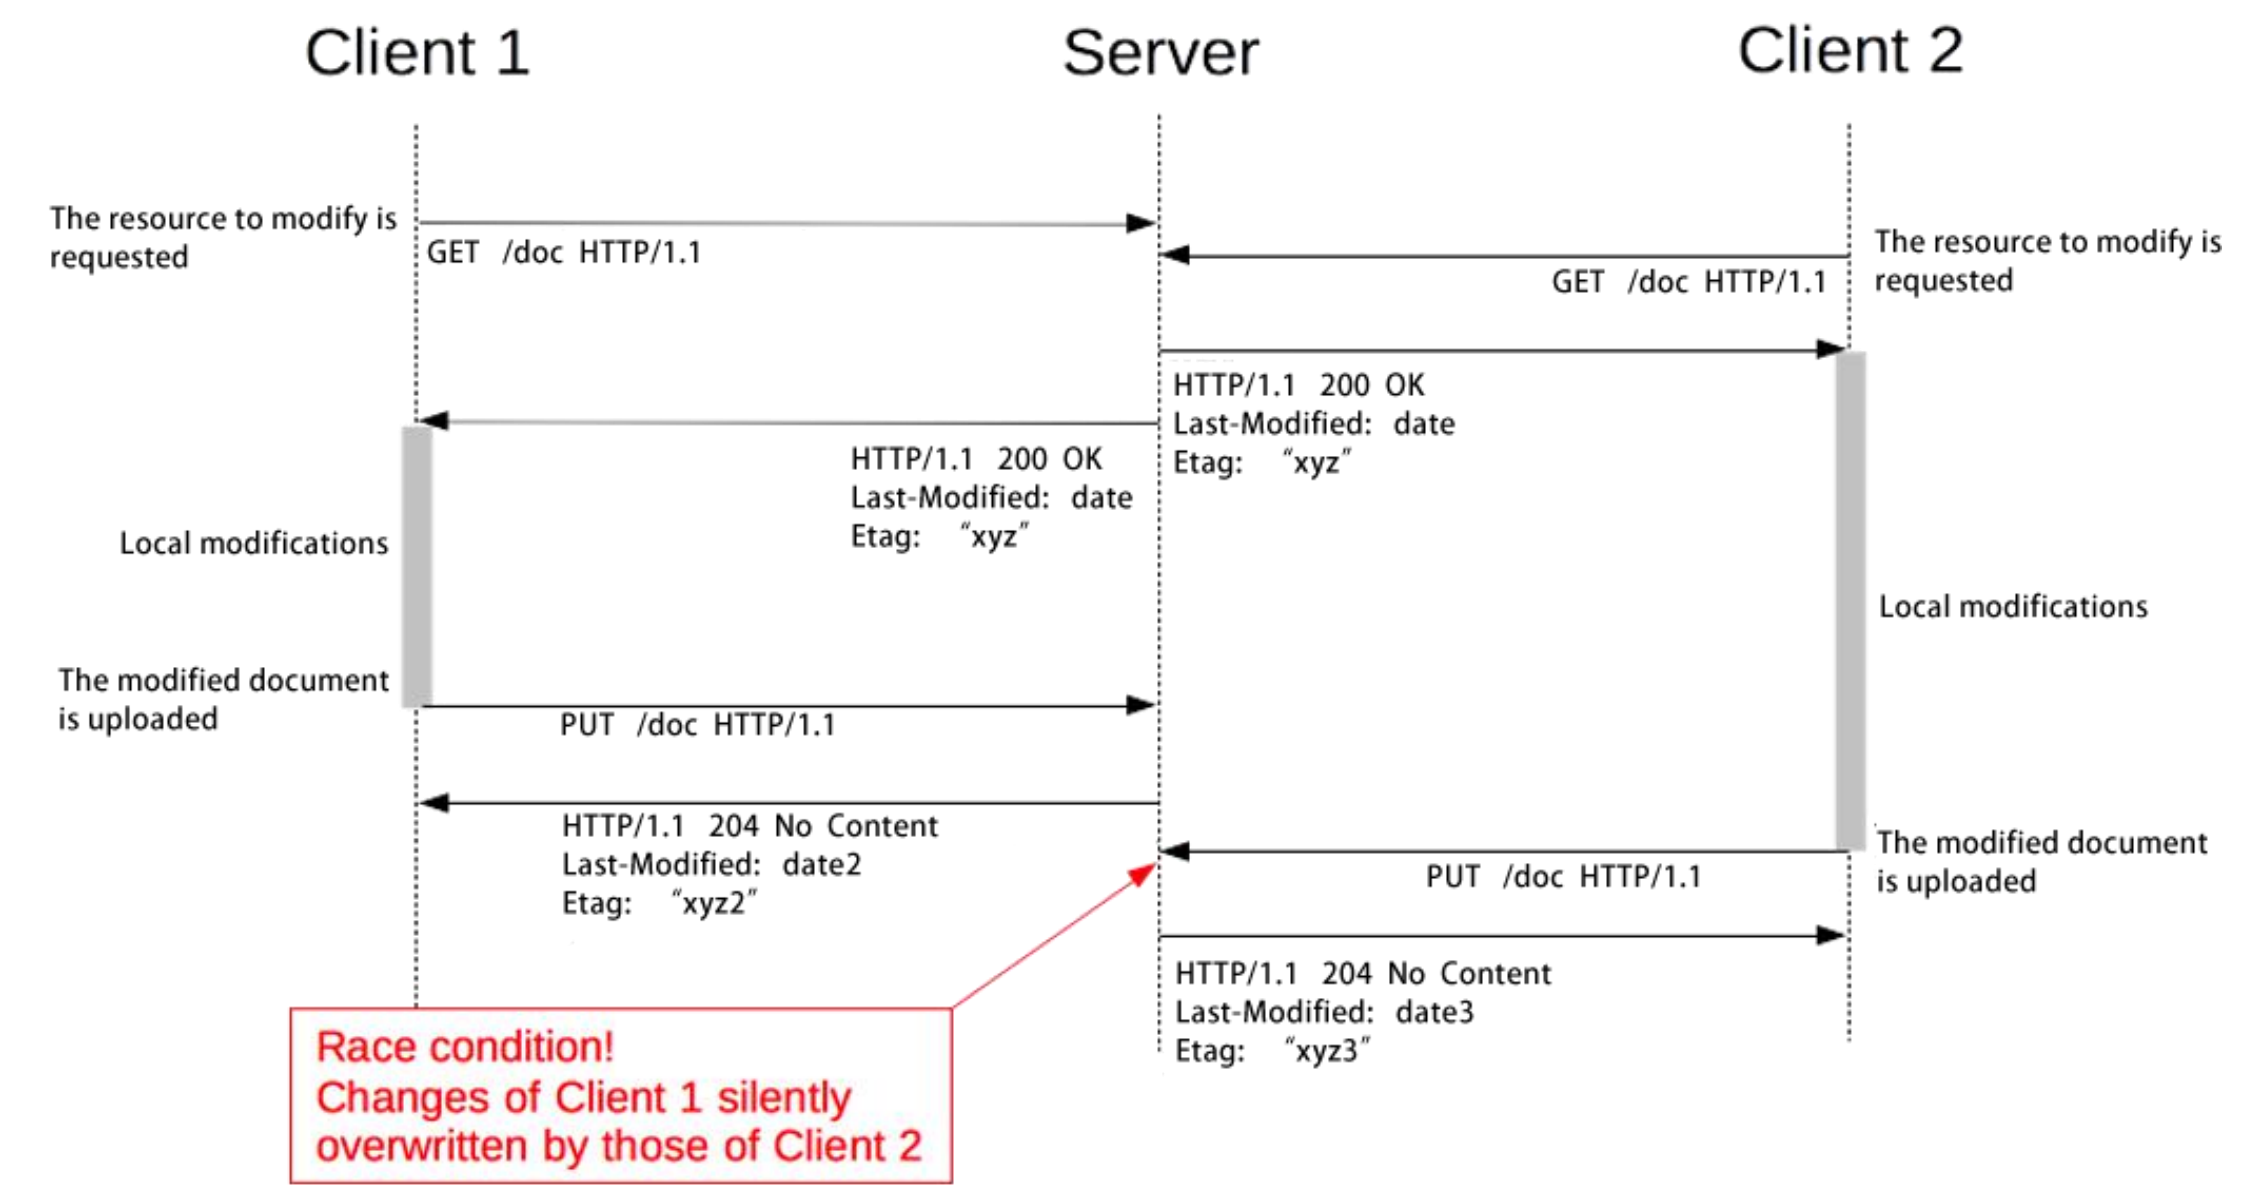 Client 1
Server
Client 2
The resource to modify is
requested
GET /doc HTTP/1.1
The resource to modify is
requested
GET /doc HTTP/1.1
HTTP/1.1 200 OK
Last-Modified: date
Etag: “xyz”
HTTP/1.1 200 OK
Last-Modified: date
Etag: “xyz”
Local modifications
Local modifications
The modified document
is uploaded
PUT /doc HTTP/1.1
HTTP/1.1 204 No Content
Last-Modified: date2
Etag: “xyz2”
The modified document
is uploaded
PUT /doc HTTP/1.1
HTTP/1.1 204 No Content
Last-Modified: date3
Etag: “xyz3”
Race condition!
Changes of Client 1 silently
overwritten by those of Client 2